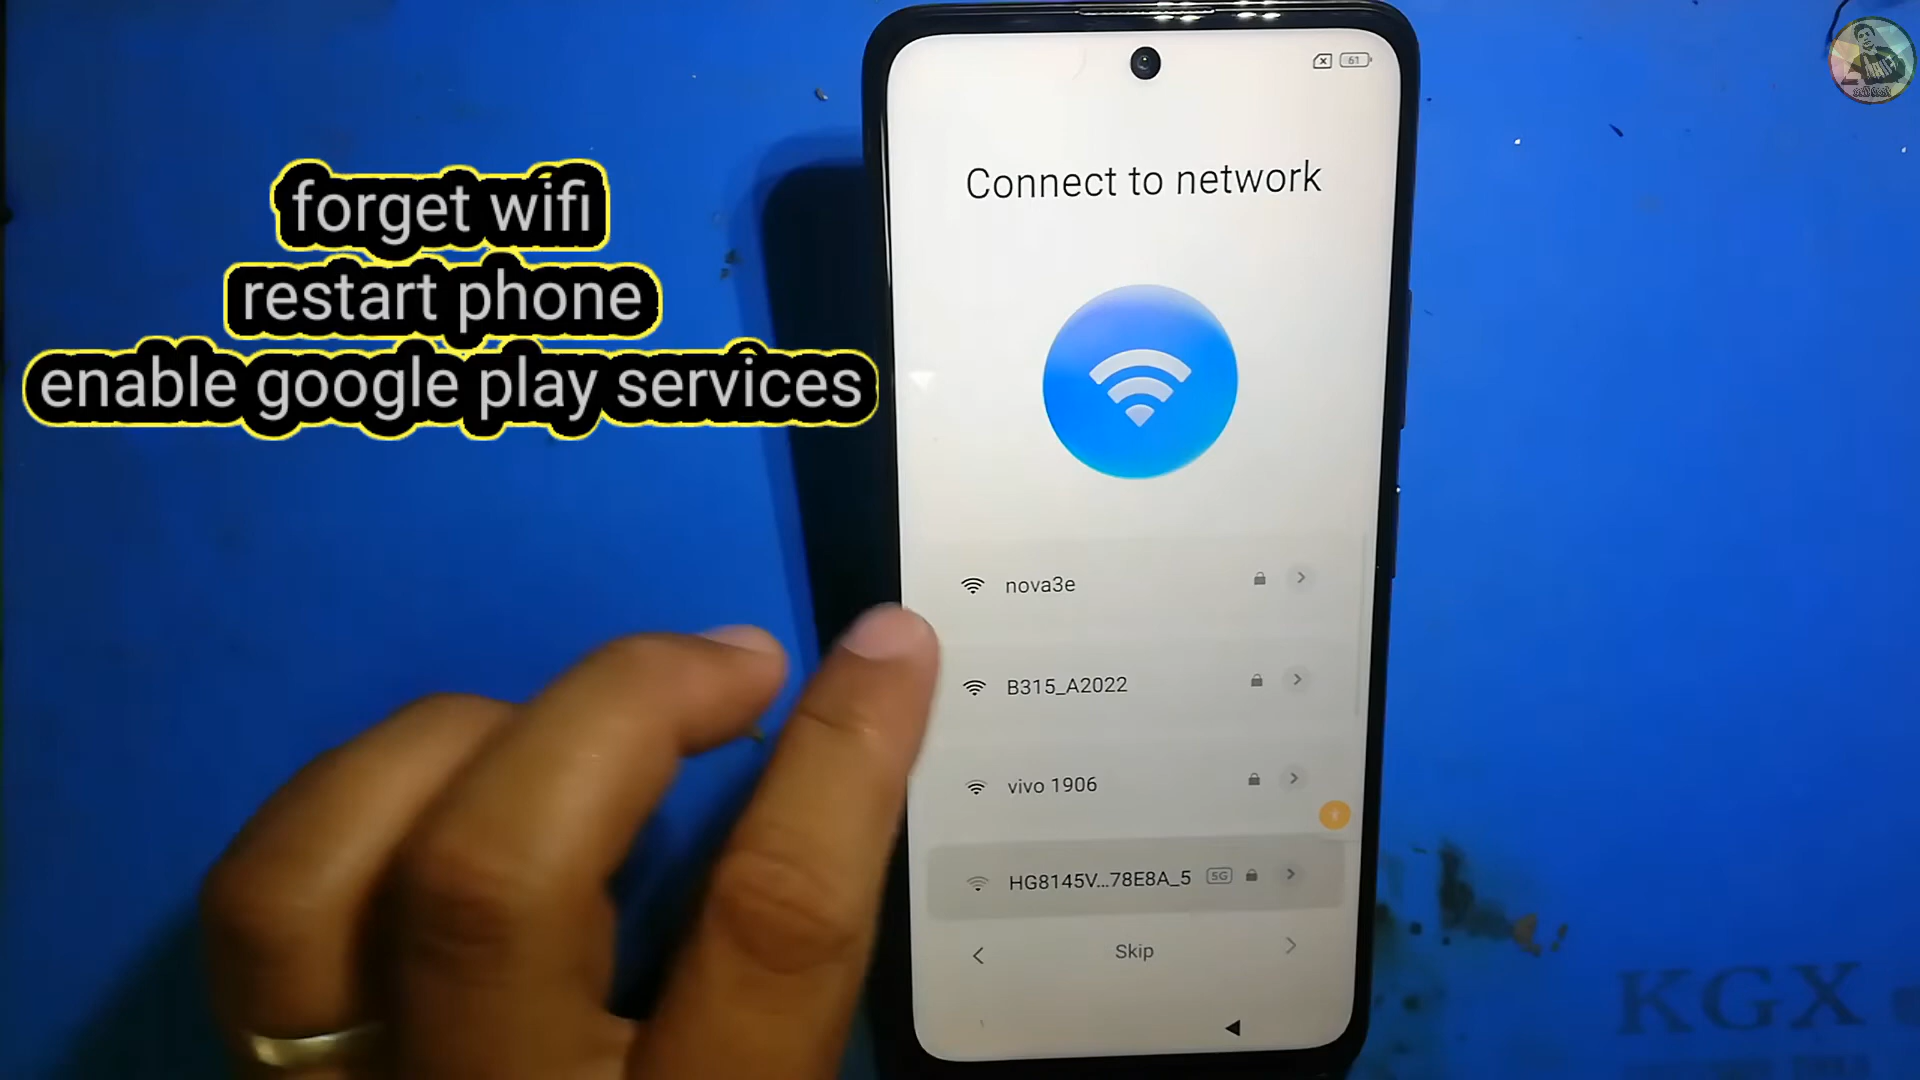 forget wifi
restart phone
enable google play services
61
Connect to network
nova3e
B315_A2022
vivo 1906
HG8145V...78E8A_5 5G
Skip
KGX